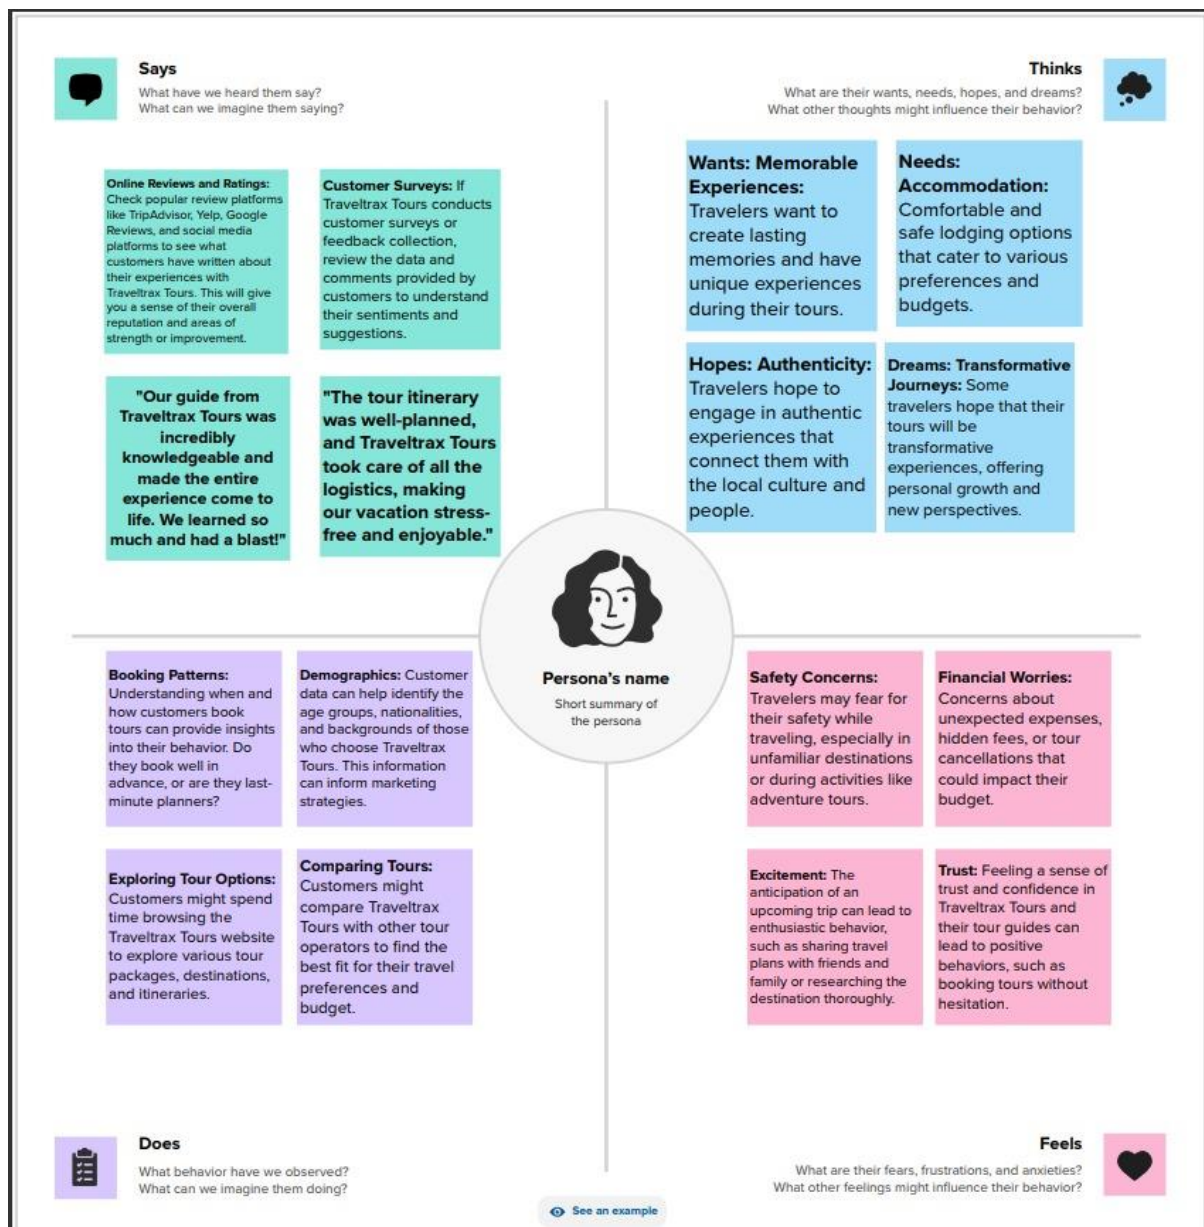 Says
What have we heard them say?
What can we imagine them saying?
Thinks
What are their wants, needs, hopes, and dreams?
What other thoughts might influence their behavior?
Online Reviews and Ratings:
Check popular review platforms
like TripAdvisor, Yelp, Google
Reviews, and social media
platforms to see what
customers have written about
their experiences with
Traveltrax Tours. This will give
you a sense of their overall
reputation and areas of
strength or improvement.
Customer Surveys: If
Traveltrax Tours conducts
customer surveys or
feedback collection,
review the data and
comments provided by
customers to understand
their sentiments and
suggestions.
"Our guide from
Traveltrax Tours was
incredibly
knowledgeable and
made the entire
experience come to
life. We learned so
much and had a blast!"
"The tour itinerary
was well-planned,
and Traveltrax Tours
took care of all the
logistics, making
our vacation stress-
free and enjoyable."
Wants: Memorable
Experiences:
Travelers want to
create lasting
memories and have
unique experiences
during their tours.
Needs:
Accommodation:
Comfortable and
safe lodging options
that cater to various
preferences and
budgets.
Hopes: Authenticity:
Travelers hope to
engage in authentic
experiences that
connect them with
the local culture and
people.
Dreams: Transformative
Journeys: Some
travelers hope that their
tours will be
transformative
experiences, offering
personal growth and
new perspectives.
Persona's name
Short summary of
the persona
Booking Patterns:
Understanding when and
how customers book
tours can provide insights
into their behavior. Do
they book well in
advance, or are they last-
minute planners?
Demographics: Customer
data can help identify the
age groups, nationalities,
and backgrounds of those
who choose Traveltrax
Tours. This information
can inform marketing
strategies.
Exploring Tour Options:
Customers might spend
time browsing the
Traveltrax Tours website
to explore various tour
packages, destinations,
and itineraries.
Comparing Tours:
Customers might
compare Traveltrax
Tours with other tour
operators to find the
best fit for their travel
preferences and
budget.
Safety Concerns:
Travelers may fear for
their safety while
traveling, especially in
unfamiliar destinations
or during activities like
adventure tours.
Financial Worries:
Concerns about
unexpected expenses,
hidden fees, or tour
cancellations that
could impact their
budget.
Excitement: The
anticipation of an
upcoming trip can lead to
enthusiastic behavior,
such as sharing travel
plans with friends and
family or researching the
destination thoroughly.
Trust: Feeling a sense of
trust and confidence in
Traveltrax Tours and
their tour guides can
lead to positive
behaviors, such as
booking tours without
hesitation.
Does
What behavior have we observed?
What can we imagine them doing?
Feels
What are their fears, frustrations, and anxieties?
What other feelings might influence their behavior?
See an example